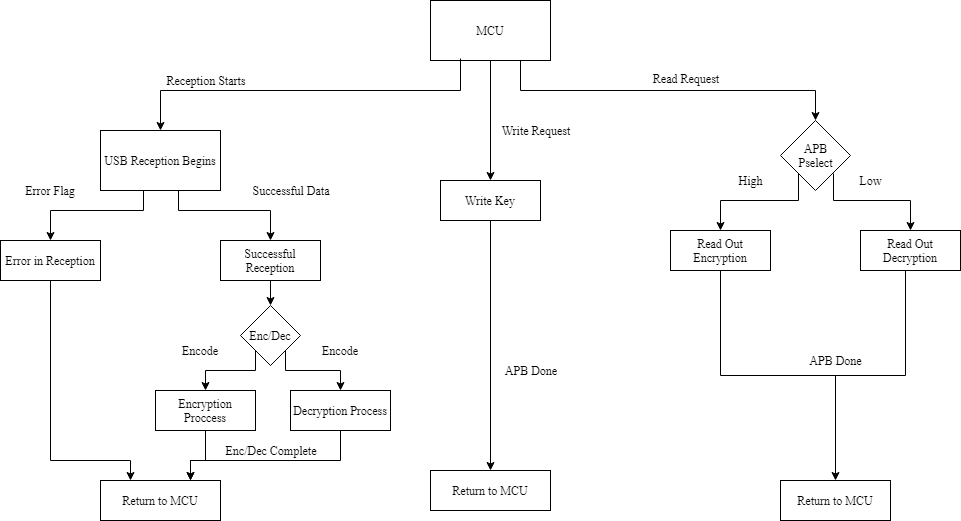 MCU
Reception Starts
Read Request
Write Request
USB Reception Begins
APB
Pselect
Error Flag
Successful Data
High
Low
Write Key
Error in Reception
Successful
Reception
Read Out
Encryption
Read Out
Decryption
Enc/Dec
Encode
Encode
APB Done
APB Done
Encryption
Proccess
Decryption Process
Enc/Dec Complete
Return to MCU
Return to MCU
Return to MCU